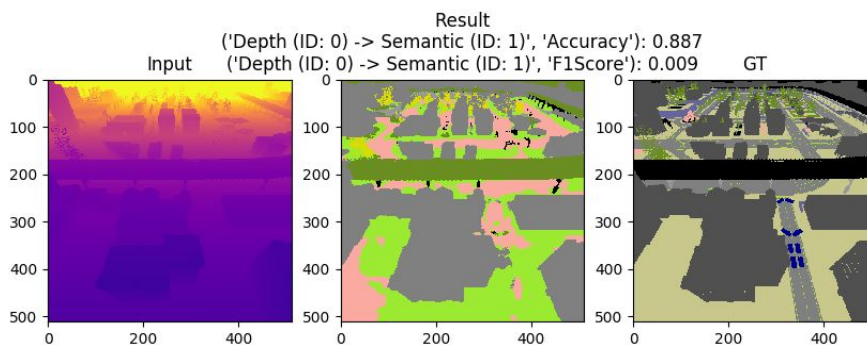 Result
('Depth (ID: 0) -> Semantic (ID: 1)', 'Accuracy'): 0.887
Input ('Depth (ID: 0) -> Semantic (ID: 1)', 'F1Score'): 0.009 GT
0 0 0
100 100 100
200 200 200
300 300 300
400 400 400
500 500 500
0 200 400 0 200 400 0 200 400